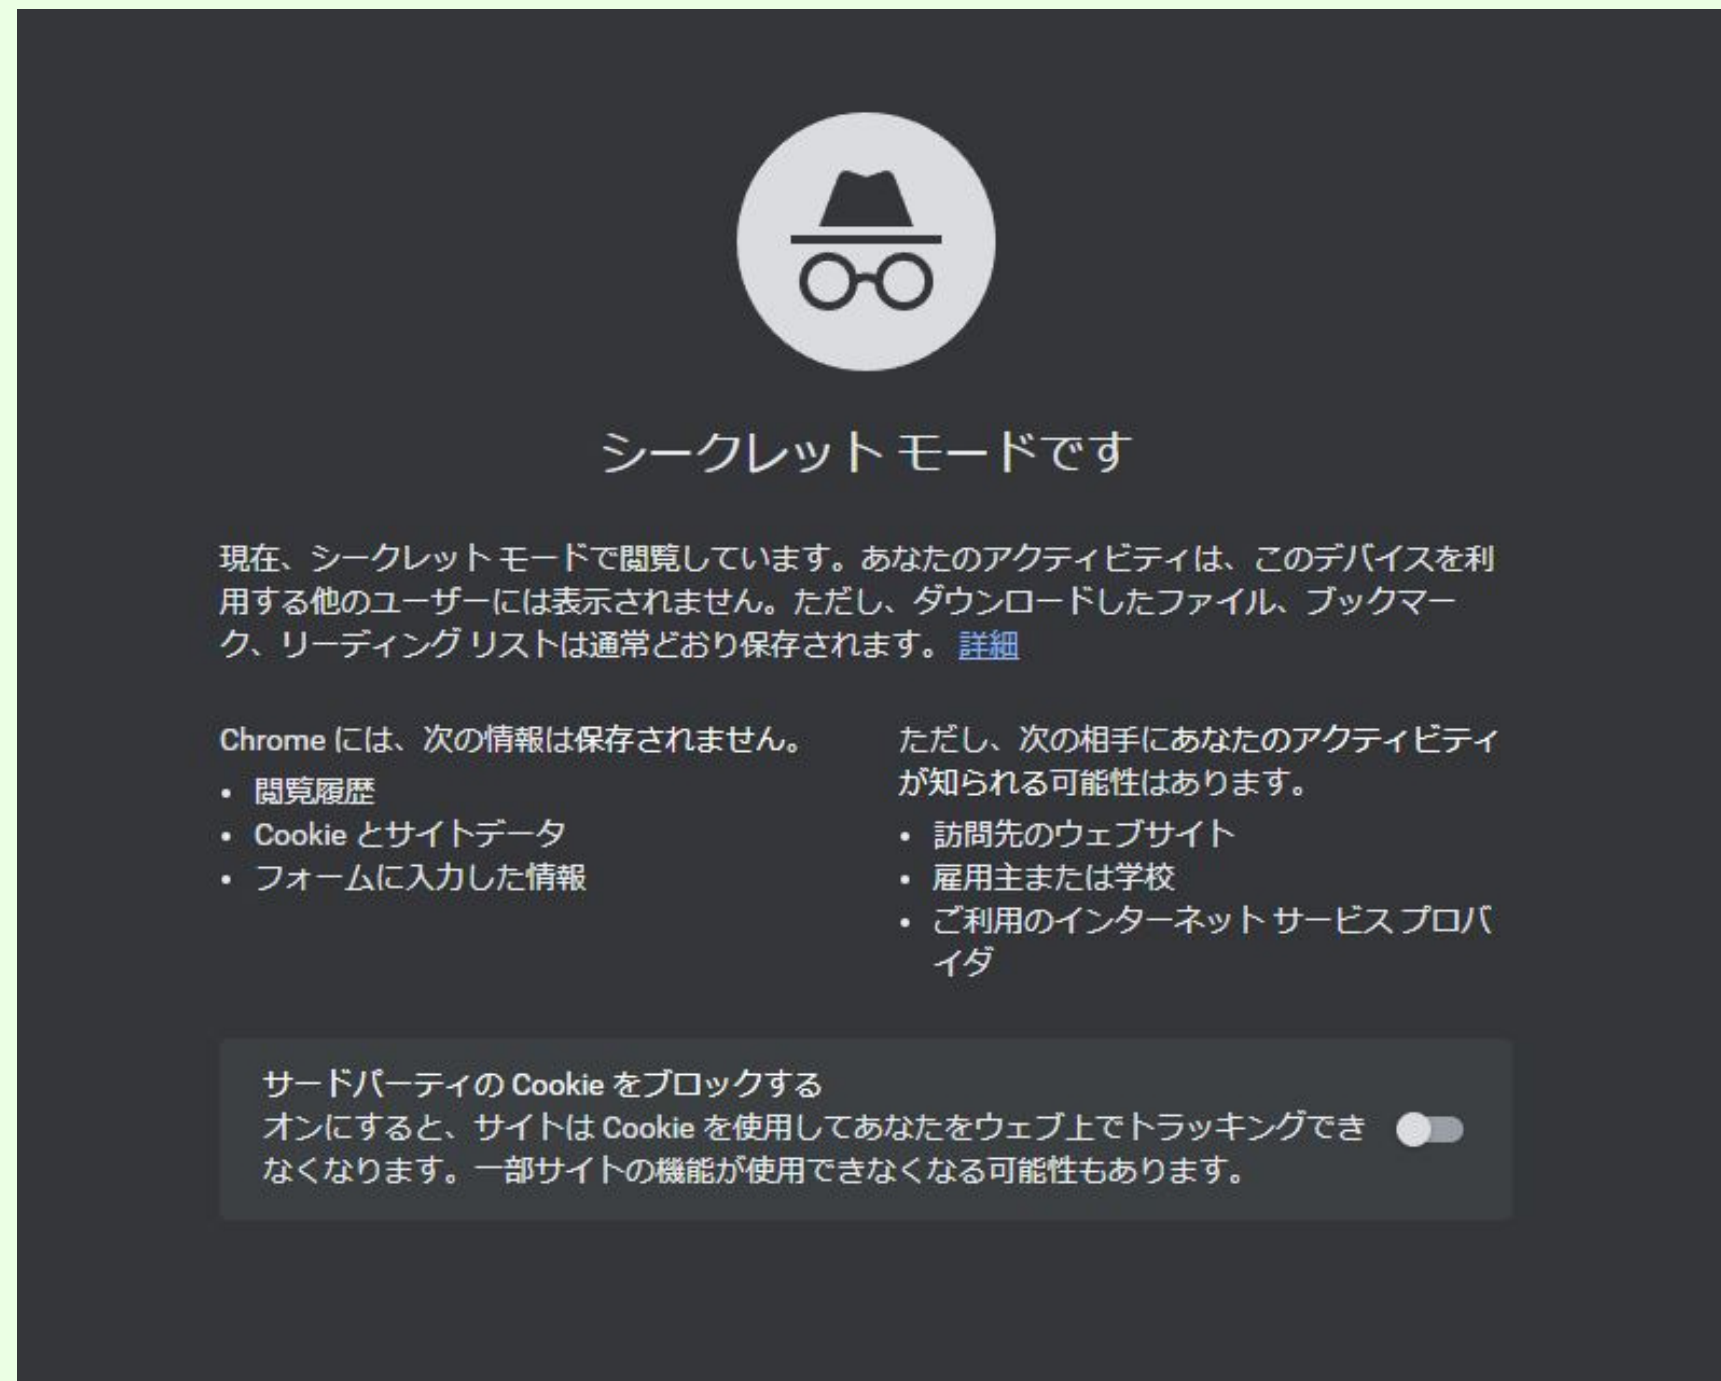 シークレット モードです
現在、シークレット モードで閲覧しています。あなたのアクティビティは、このデバイスを利
用する他のユーザーには表示されません。ただし、ダウンロードしたファイル、ブックマー
ク、リーディング リストは通常どおり保存されます。 詳細
Chrome には、次の情報は保存されません。
• 閲覧履歴
• Cookie とサイトデータ
• フォームに入力した情報
ただし、次の相手にあなたのアクティビティ
が知られる可能性はあります。
• 訪問先のウェブサイト
• 雇用主または学校
• ご利用のインターネット サービス プロバ
イダ
サードパーティの Cookie をブロックする
オンにすると、サイトは Cookie を使用してあなたをウェブ上でトラッキングでき
なくなります。一部サイトの機能が使用できなくなる可能性もあります。